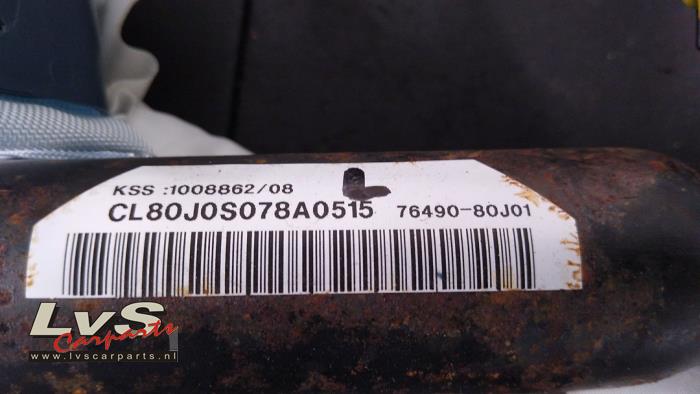 KSS :1008862/08
L
CL80J0S078A0515 76490-80J01
LvS
Carparts
www.lvscarparts.nl